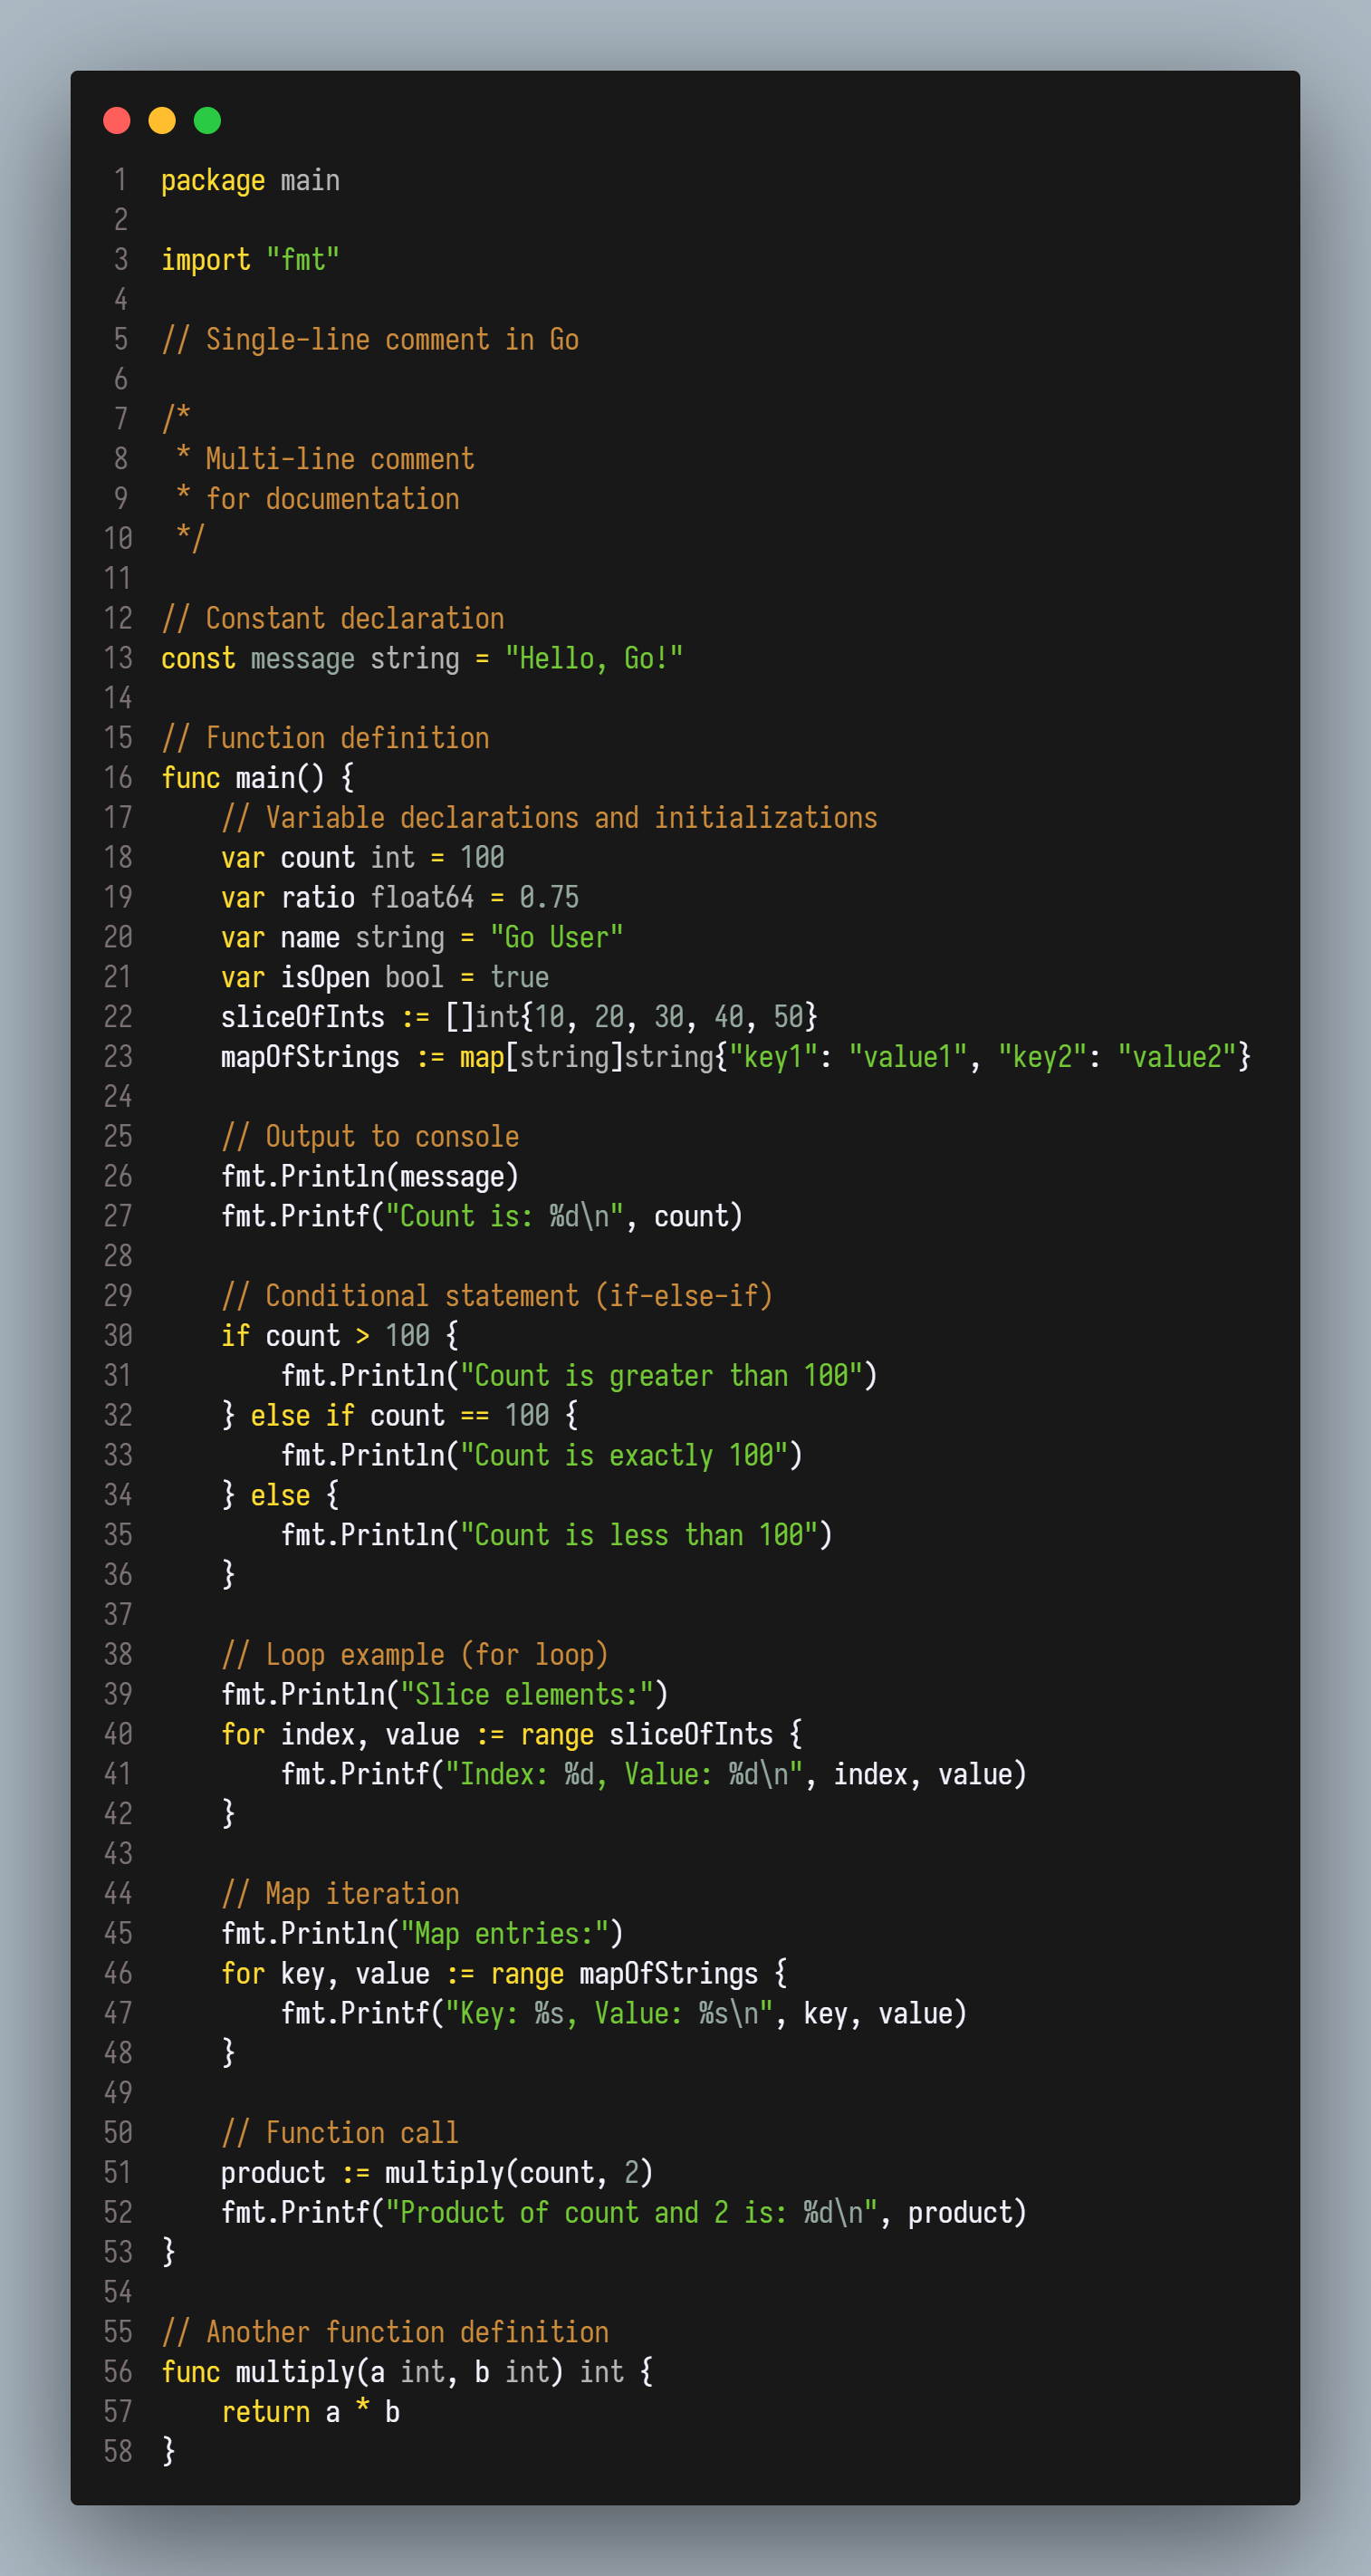 1 package main
2
3 import "fmt"
4
5 // Single-line comment in Go
6
7 /*
8  * Multi-line comment
9  * for documentation
10  */
11
12 // Constant declaration
13 const message string = "Hello, Go!"
14
15 // Function definition
16 func main() {
17     // Variable declarations and initializations
18     var count int = 100
19     var ratio float64 = 0.75
20     var name string = "Go User"
21     var isOpen bool = true
22     sliceOfInts := []int{10, 20, 30, 40, 50}
23     mapOfStrings := map[string]string{"key1": "value1", "key2": "value2"}
24
25     // Output to console
26     fmt.Println(message)
27     fmt.Printf("Count is: %d\n", count)
28
29     // Conditional statement (if-else-if)
30     if count > 100 {
31         fmt.Println("Count is greater than 100")
32     } else if count == 100 {
33         fmt.Println("Count is exactly 100")
34     } else {
35         fmt.Println("Count is less than 100")
36     }
37
38     // Loop example (for loop)
39     fmt.Println("Slice elements:")
40     for index, value := range sliceOfInts {
41         fmt.Printf("Index: %d, Value: %d\n", index, value)
42     }
43
44     // Map iteration
45     fmt.Println("Map entries:")
46     for key, value := range mapOfStrings {
47         fmt.Printf("Key: %s, Value: %s\n", key, value)
48     }
49
50     // Function call
51     product := multiply(count, 2)
52     fmt.Printf("Product of count and 2 is: %d\n", product)
53 }
54
55 // Another function definition
56 func multiply(a int, b int) int {
57     return a * b
58 }